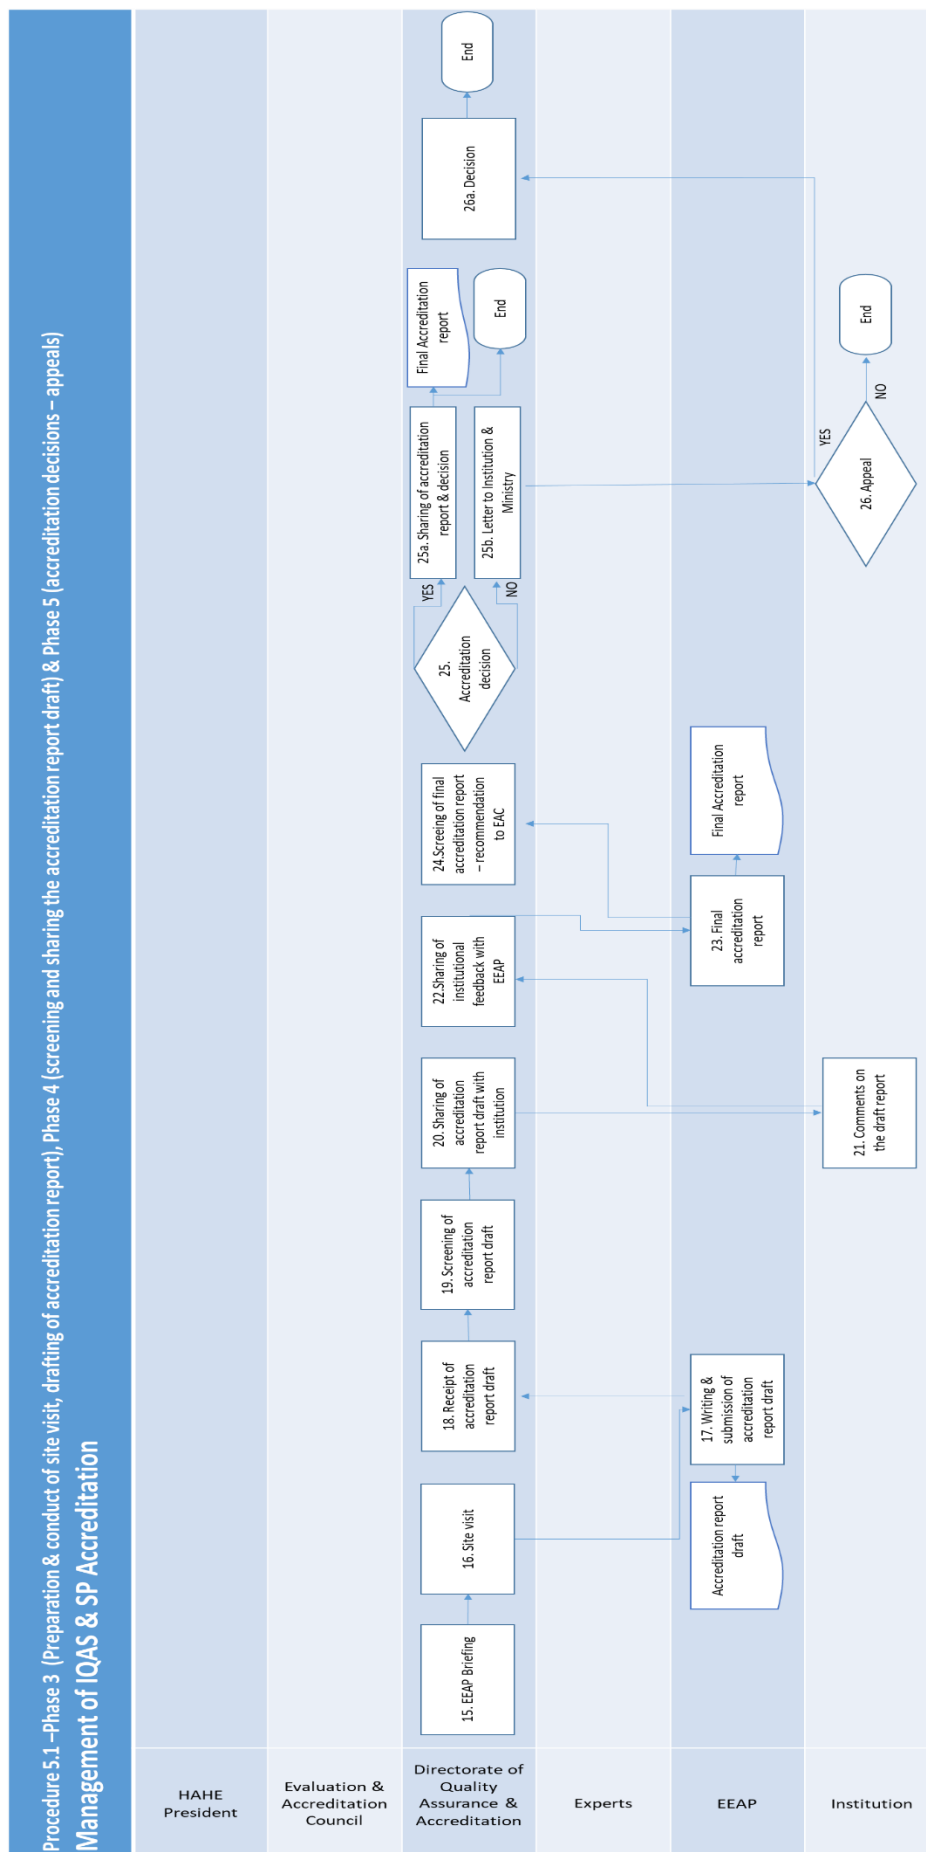 Procedure 5.1 –Phase 3 (Preparation & conduct of site visit, drafting of accreditation report), Phase 4 (screening and sharing the accreditation report draft) & Phase 5 (accreditation decisions – appeals)
Management of IQAS & SP Accreditation
HAHE
President
Evaluation &
Accreditation
Council
Directorate of
Quality
Assurance &
Accreditation
Experts
EEAP
Institution
15. EEAP Briefing
16. Site visit
17. Writing &
submission of
accreditation
report draft
Accreditation report
draft
18. Receipt of
accreditation
report draft
19. Screening of
accreditation
report draft
20. Sharing of
accreditation
report draft with
institution
21. Comments on
the draft report
22.Sharing of
institutional
feedback with
EEAP
23. Final
accreditation
report
Final Accreditation
report
24.Screeing of final
accreditation report
– recommendation
to EAC
25.
Accreditation
decision
YES
NO
25a. Sharing of accreditation
report & decision
25b. Letter to Institution &
Ministry
Final Accreditation
report
End
26. Appeal
YES
NO
End
26a. Decision
End